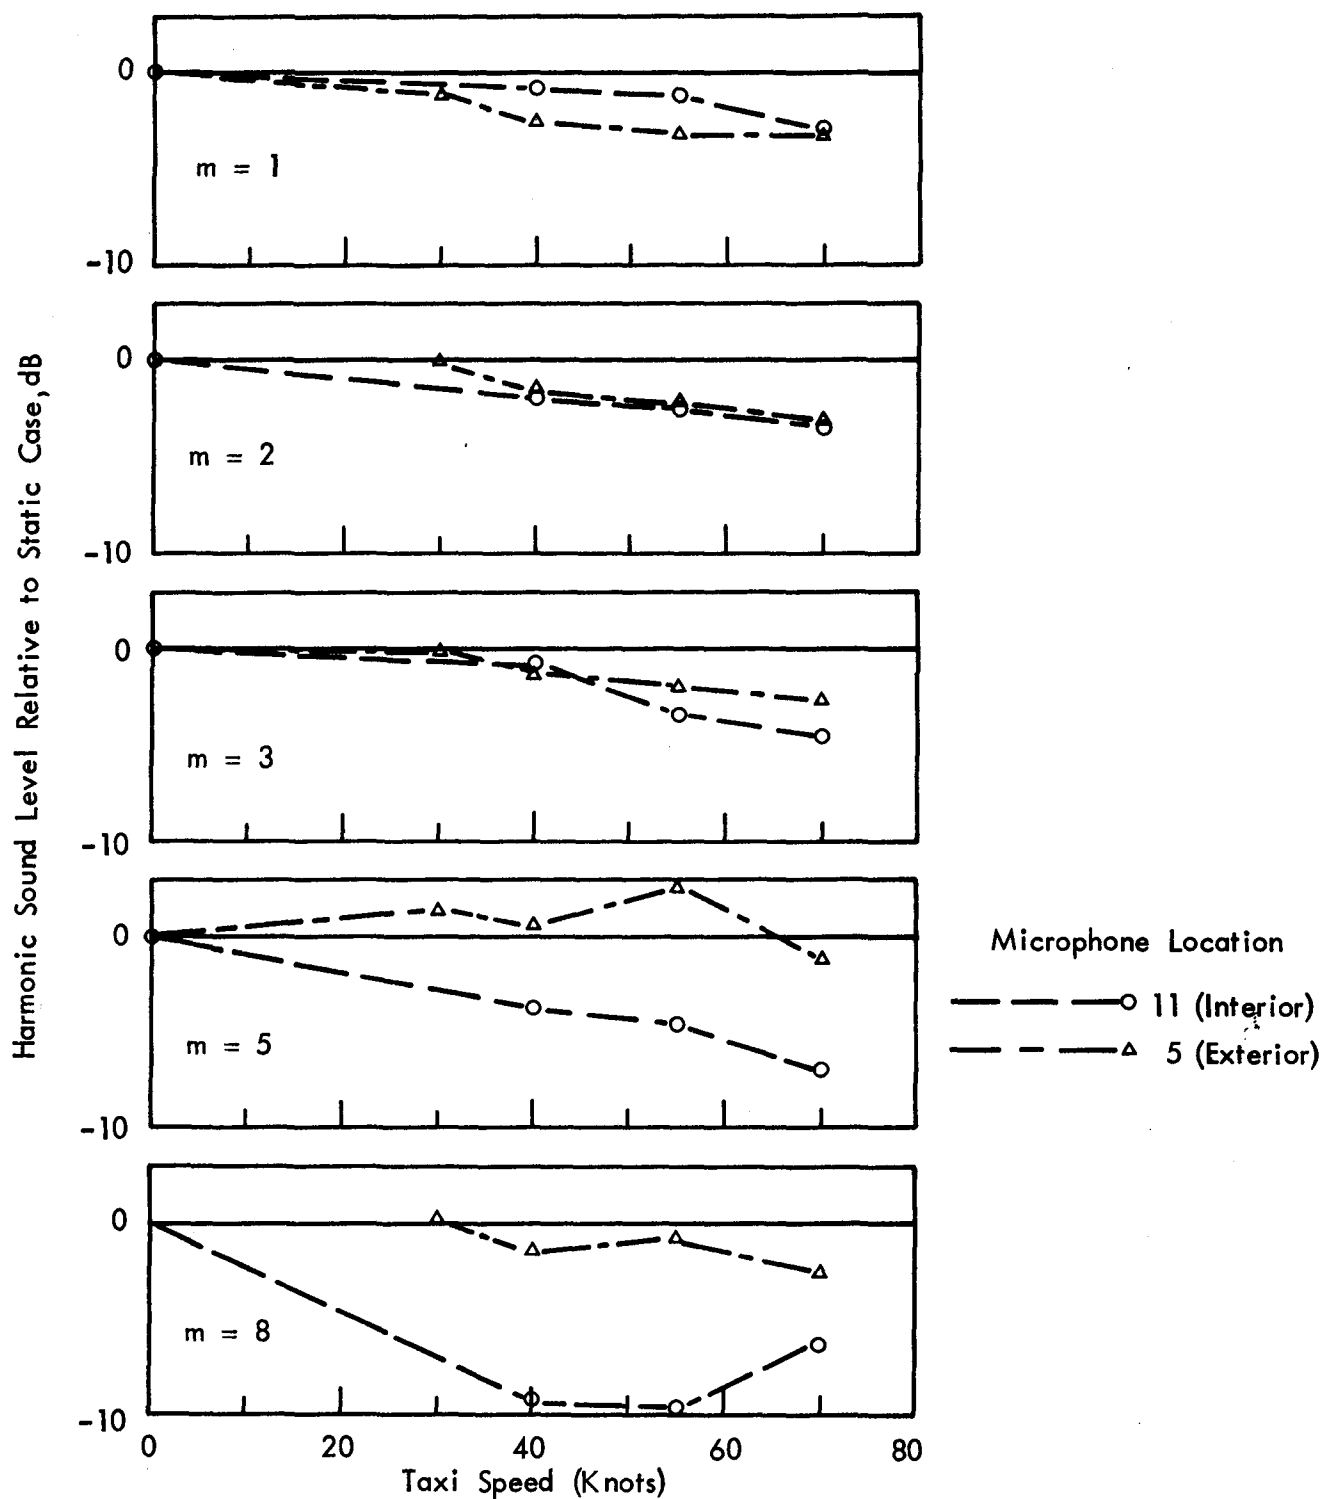 Harmonic Sound Level Relative to Static Case, dB
0
m = 1
-10
0
m = 2
-10
0
m = 3
-10
0
m = 5
-10
0
m = 8
-10
0 20 40 60 80
Taxi Speed (Knots)
Microphone Location
11 (Interior)
5 (Exterior)